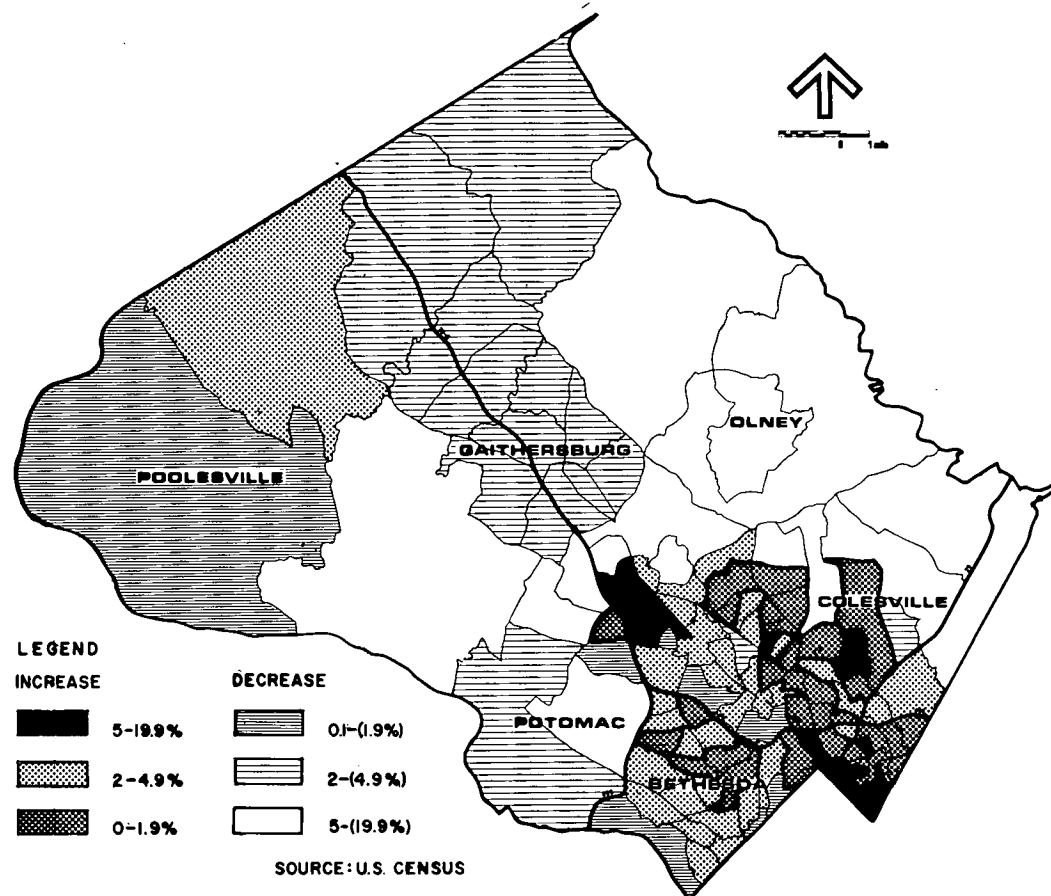 OLNEY
GAITHERSBURG
POOLESVILLE
COLESVILLE
POTOMAC
BETHESDA
LEGEND
INCREASE
5-19.9%
2-4.9%
0-1.9%
DECREASE
0.1-(1.9%)
2-(4.9%)
5-(19.9%)
SOURCE: U.S. CENSUS